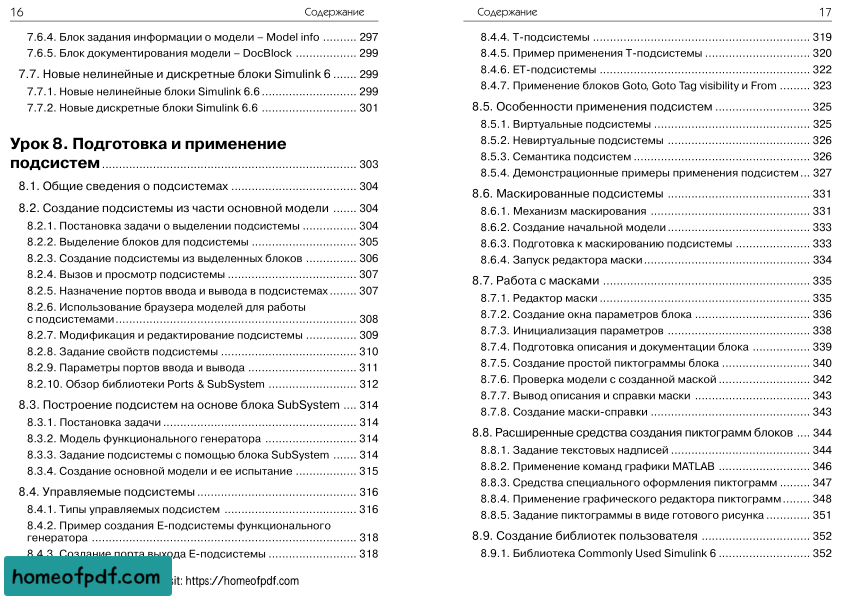 16 Содержание
7.6.4. Блок задания информации о модели – Model info .......... 297
7.6.5. Блок документирования модели – DocBlock ................. 299
7.7. Новые нелинейные и дискретные блоки Simulink 6 ....... 299
7.7.1. Новые нелинейные блоки Simulink 6.6 ......................... 299
7.7.2. Новые дискретные блоки Simulink 6.6 .......................... 301
Урок 8. Подготовка и применение
подсистем ................................................................ 303
8.1. Общие сведения о подсистемах ................................ 304
8.2. Создание подсистемы из части основной модели ....... 304
8.2.1. Постановка задачи о выделении подсистемы .............. 304
8.2.2. Выделение блоков для подсистемы ........................... 305
8.2.3. Создание подсистемы из выделенных блоков ............. 306
8.2.4. Вызов и просмотр подсистемы ................................. 307
8.2.5. Назначение портов ввода и вывода в подсистемах ........ 307
8.2.6. Использование браузера моделей для работы
с подсистемами ............................................................. 308
8.2.7. Модификация и редактирование подсистемы ............. 309
8.2.8. Задание свойств подсистемы ................................... 310
8.2.9. Параметры портов ввода и вывода ............................ 311
8.2.10. Обзор библиотеки Ports & SubSystem ....................... 312
8.3. Построение подсистем на основе блока SubSystem .... 314
8.3.1. Постановка задачи ................................................. 314
8.3.2. Модель функционального генератора ........................ 314
8.3.3. Задание подсистемы с помощью блока SubSystem ....... 314
8.3.4. Создание основной модели и ее испытание ................ 315
8.4. Управляемые подсистемы ........................................ 316
8.4.1. Типы управляемых подсистем ................................... 316
8.4.2. Пример создания E-подсистемы функционального
генератора ................................................................... 318
8.4.3. Создание порта выхода E-подсистемы ....................... 318
homeofpdf.com
sit: https://homeofpdf.com
Содержание 17
8.4.4. T-подсистемы ....................................................... 319
8.4.5. Пример применения T-подсистемы ........................... 320
8.4.6. ET-подсистемы ...................................................... 322
8.4.7. Применение блоков Goto, Goto Tag visibility и From ......... 323
8.5. Особенности применения подсистем ........................ 325
8.5.1. Виртуальные подсистемы ........................................ 325
8.5.2. Невиртуальные подсистемы .................................... 326
8.5.3. Семантика подсистем ............................................. 326
8.5.4. Демонстрационные примеры применения подсистем ... 327
8.6. Маскированные подсистемы .................................... 331
8.6.1. Механизм маскирования ......................................... 331
8.6.2. Создание начальной модели .................................... 333
8.6.3. Подготовка к маскированию подсистемы ................... 333
8.6.4. Запуск редактора маски .......................................... 334
8.7. Работа с масками .................................................... 335
8.7.1. Редактор маски ..................................................... 335
8.7.2. Создание окна параметров блока .............................. 336
8.7.3. Инициализация параметров ..................................... 338
8.7.4. Подготовка описания и документации блока ................ 339
8.7.5. Создание простой пиктограммы блока ....................... 340
8.7.6. Проверка модели с созданной маской ........................ 342
8.7.7. Вывод описания и справки маски .............................. 343
8.7.8. Создание маски-справки ......................................... 343
8.8. Расширенные средства создания пиктограмм блоков .... 344
8.8.1. Задание текстовых надписей .................................... 344
8.8.2. Применение команд графики MATLAB ........................ 346
8.8.3. Средства специального оформления пиктограмм ......... 347
8.8.4. Применение графического редактора пиктограмм ........ 348
8.8.5. Задание пиктограммы в виде готового рисунка ............ 351
8.9. Создание библиотек пользователя ........................... 352
8.9.1. Библиотека Commonly Used Simulink 6 ....................... 352